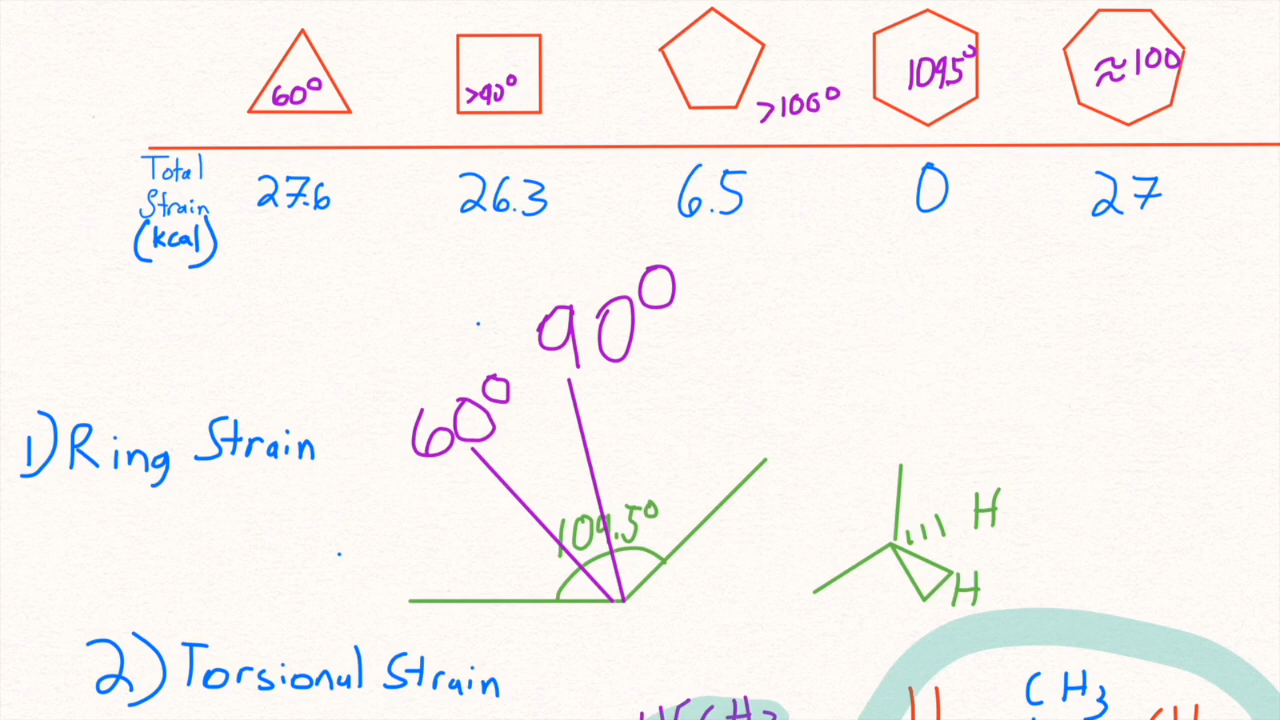 60° >90° >100° 109.5° ≈100
Total Strain (kcal) 27.6 26.3 6.5 0 27
90°
60°
1) Ring Strain
109.5°
H
H
2) Torsional Strain
CH3